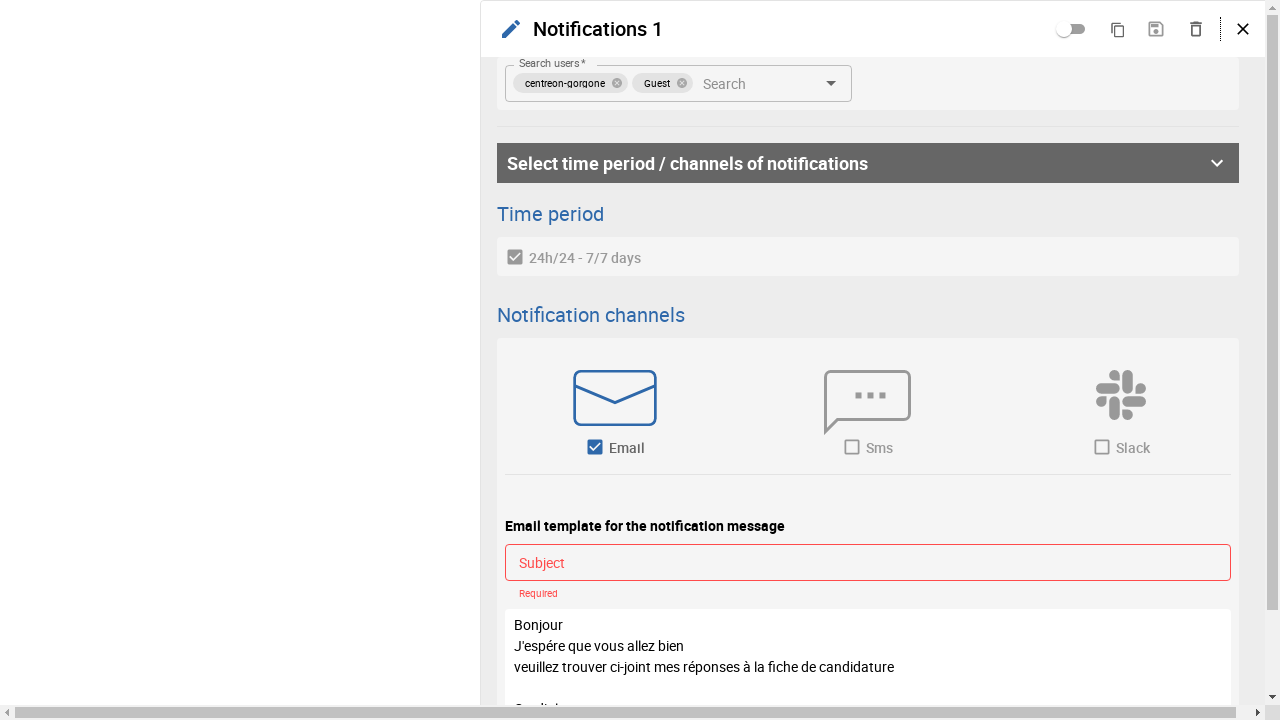 Notifications 1
Search users *
centreon-gorgone
Guest
Search
Select time period / channels of notifications
Time period
24h/24 - 7/7 days
Notification channels
Email
Sms
Slack
Email template for the notification message
Subject
Required
Bonjour
J'espére que vous allez bien
veuillez trouver ci-joint mes réponses à la fiche de candidature